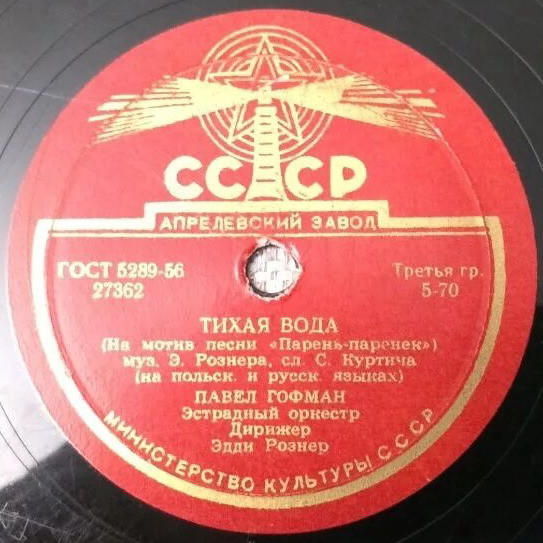 СССР
АПРЕЛЕВСКИЙ ЗАВОД
ГОСТ 5289-56
27362
Третья гр.
5-70
ТИХАЯ ВОДА
(На мотив песни «Парень-паренек»)
муз. Э. Рознера, сл. С. Куртича
(на польск. и русск. языках)
ПАВЕЛ ГОФМАН
Эстрадный оркестр
Дирижер
Эдди Рознер
МИНИСТЕРСТВО КУЛЬТУРЫ СССР